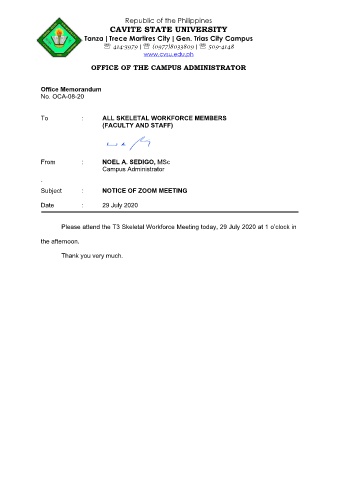 Republic of the Philippines
CAVITE STATE UNIVERSITY
Tanza | Trece Martires City | Gen. Trias City Campus
☏ 414-3979 | ☏ (0977)8033809 | ☏ 509-4148
www.cvsu.edu.ph
OFFICE OF THE CAMPUS ADMINISTRATOR
Office Memorandum
No. OCA-08-20
To : ALL SKELETAL WORKFORCE MEMBERS
(FACULTY AND STAFF)
From : NOEL A. SEDIGO, MSc
Campus Administrator
.
Subject : NOTICE OF ZOOM MEETING
Date : 29 July 2020
Please attend the T3 Skeletal Workforce Meeting today, 29 July 2020 at 1 o'clock in
the afternoon.
Thank you very much.